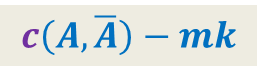 c(A, A̅) − mk